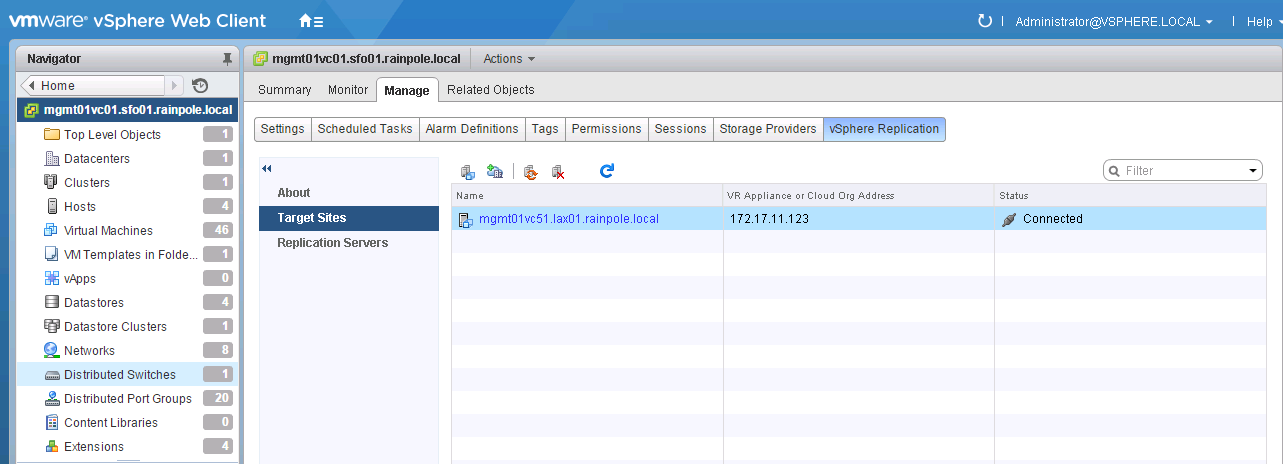 vmware® vSphere Web Client
Administrator@VSPHERE.LOCAL
Help
Navigator
Home
mgmt01vc01.sfo01.rainpole.local
Top Level Objects 1
Datacenters 1
Clusters 1
Hosts 4
Virtual Machines 46
VM Templates in Folde... 1
vApps 0
Datastores 4
Datastore Clusters 1
Networks 8
Distributed Switches 1
Distributed Port Groups 20
Content Libraries 0
Extensions 4
mgmt01vc01.sfo01.rainpole.local Actions
Summary Monitor Manage Related Objects
Settings Scheduled Tasks Alarm Definitions Tags Permissions Sessions Storage Providers vSphere Replication
About
Target Sites
Replication Servers
Filter
Name VR Appliance or Cloud Org Address Status
mgmt01vc51.lax01.rainpole.local 172.17.11.123 Connected